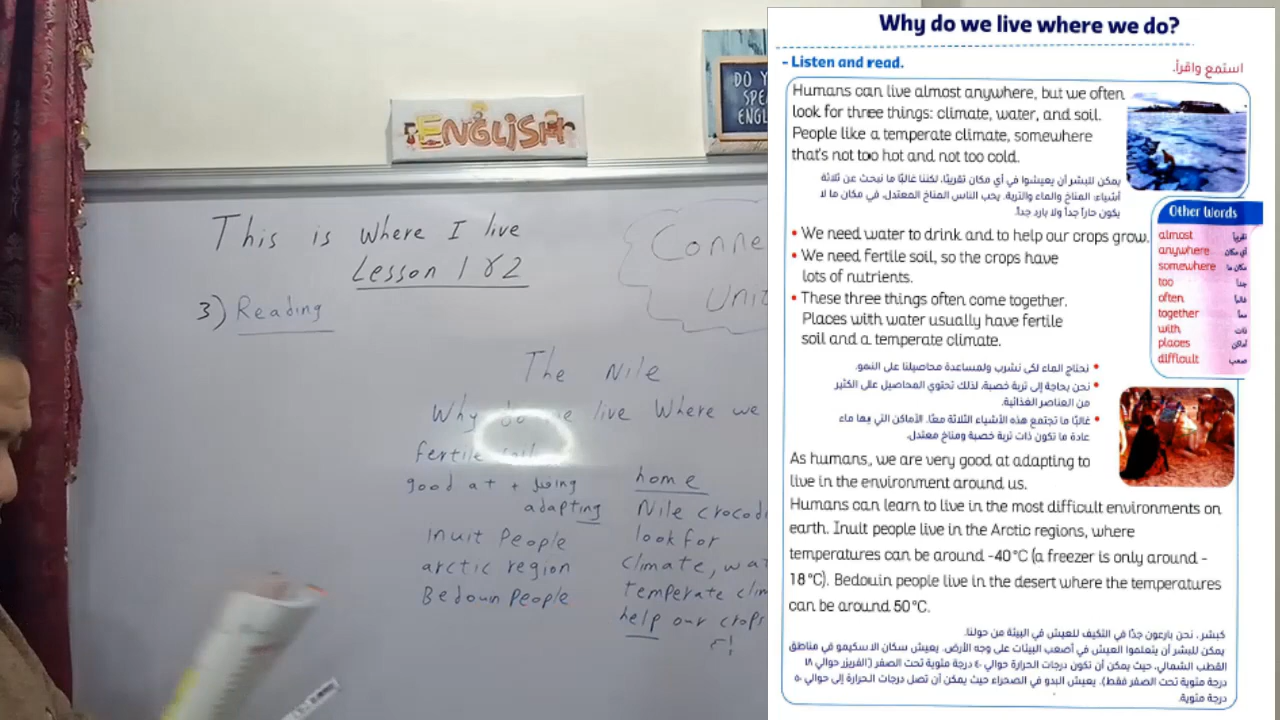 ENGLISH
DO Y
SPE
ENGL
This is where I live
Lesson 1 & 2
3) Reading
Conne
Unit
The Nile
Why do we live Where we
fertile
good at + ing
adapting
Inuit People
arctic region
Bedouin People
home
Nile crocodi
look for
climate, wat
temperate clim
help our crops
Why do we live where we do?
- Listen and read.
استمع واقرأ.
Humans can live almost anywhere, but we often
look for three things: climate, water, and soil.
People like a temperate climate, somewhere
that's not too hot and not too cold.
يمكن للبشر أن يعيشوا في أي مكان تقريبًا، لكننا غالبًا ما نبحث عن ثلاثة
أشياء: المناخ والماء والتربة. يحب الناس المناخ المعتدل، في مكان ما لا
يكون حارًا جداً ولا بارد جداً.
• We need water to drink and to help our crops grow.
• We need fertile soil, so the crops have
lots of nutrients.
• These three things often come together.
Places with water usually have fertile
soil and a temperate climate.
• نحتاج الماء لكى نشرب ولمساعدة محاصيلنا على النمو.
• نحن بحاجة إلى تربة خصبة، لذلك تحتوي المحاصيل على الكثير
من العناصر الغذائية.
• غالبًا ما تجتمع هذه الأشياء الثلاثة معًا. الأماكن التي بها ماء
عادة ما تكون ذات تربة خصبة ومناخ معتدل.
Other Words
almost تقريباً
anywhere أي مكان
somewhere مكان ما
too جداً
often غالباً
together معاً
with ذات
places أماكن
difficult صعب
As humans, we are very good at adapting to
live in the environment around us.
Humans can learn to live in the most difficult environments on
earth. Inuit people live in the Arctic regions, where
temperatures can be around -40°C (a freezer is only around -
18°C). Bedouin people live in the desert where the temperatures
can be around 50°C.
كبشر، نحن بارعون جدًا في التكيف للعيش في البيئة من حولنا.
يمكن للبشر أن يتعلموا العيش في أصعب البيئات على وجه الأرض. يعيش سكان الاسكيمو في مناطق
القطب الشمالي، حيث يمكن أن تكون درجات الحرارة حوالي ٤٠ درجة مئوية تحت الصفر (الفريزر حوالي ١٨
درجة مئوية تحت الصفر فقط). يعيش البدو في الصحراء حيث يمكن أن تصل درجات الحرارة إلى حوالي ٥٠
درجة مئوية.